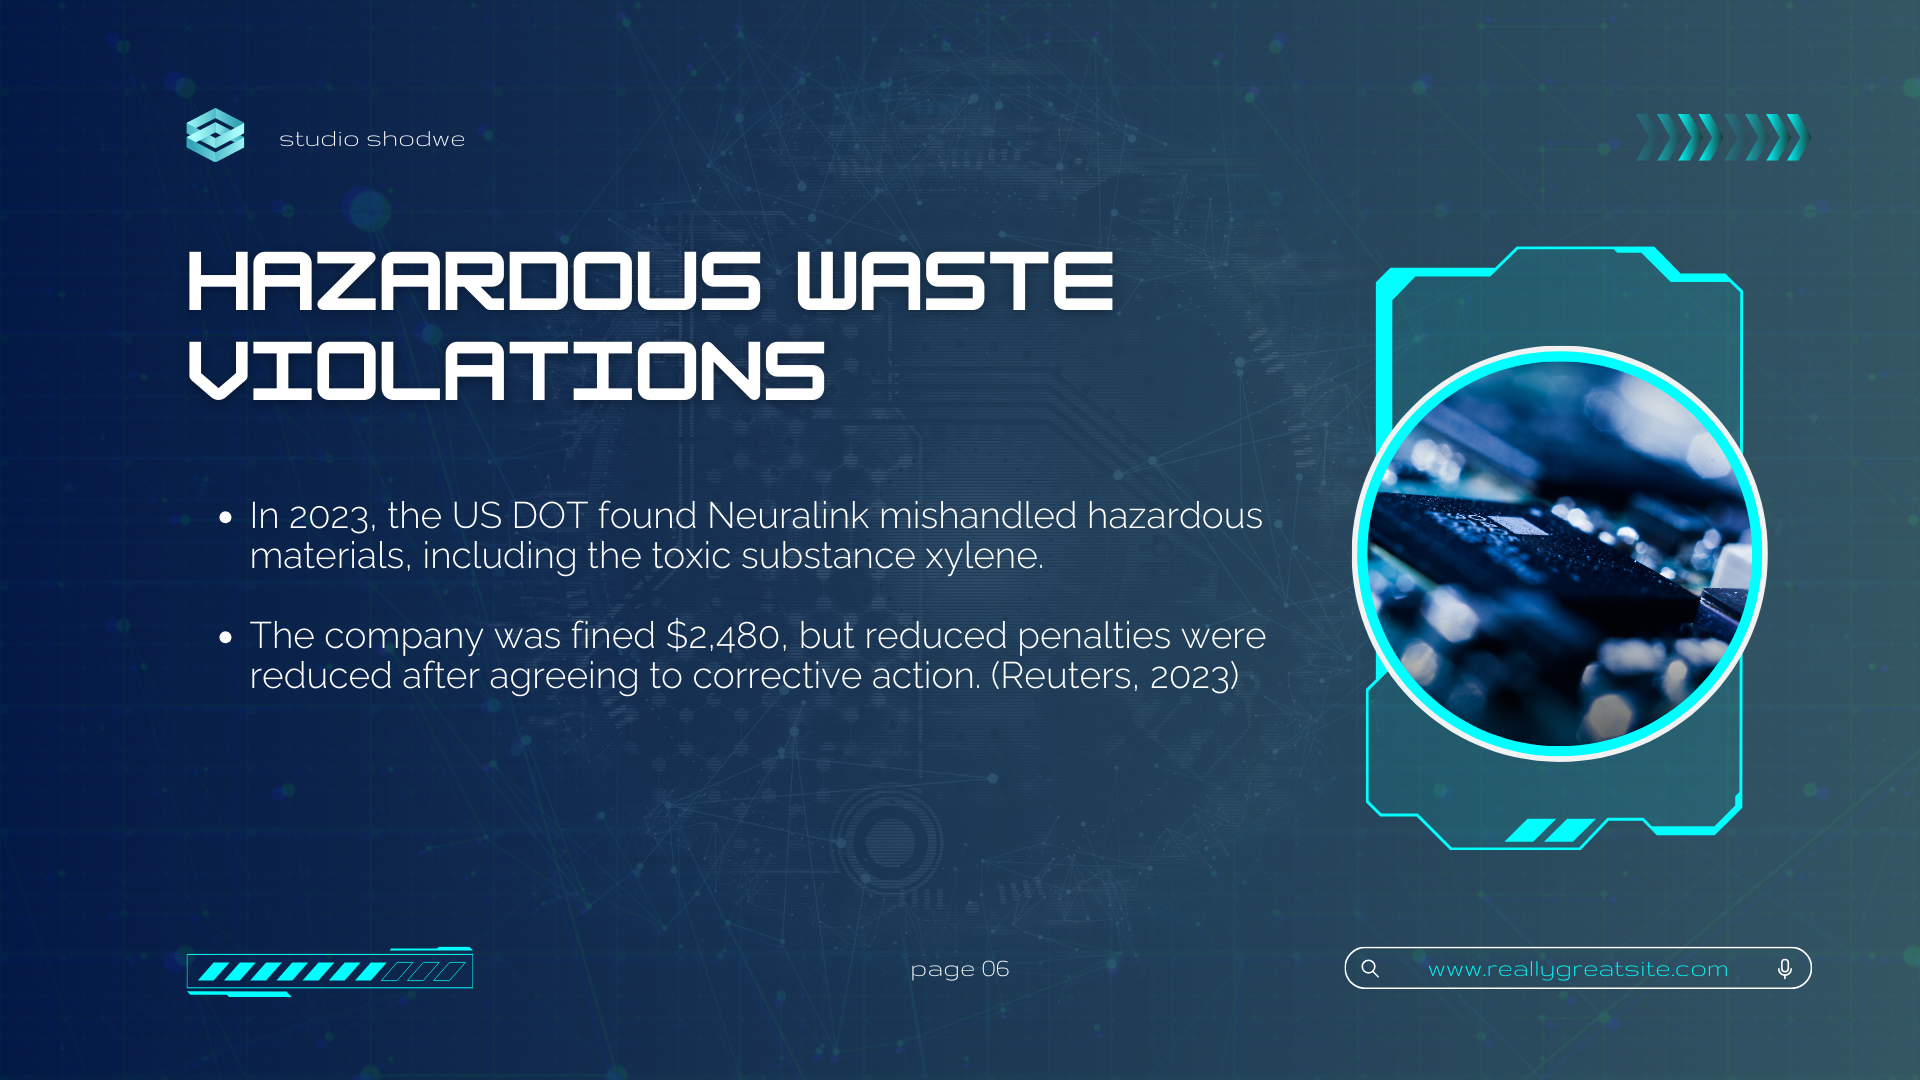 studio shodwe
HAZARDOUS WASTE
VIOLATIONS
• In 2023, the US DOT found Neuralink mishandled hazardous
materials, including the toxic substance xylene.
• The company was fined $2,480, but reduced penalties were
reduced after agreeing to corrective action. (Reuters, 2023)
page 06
www.reallygreatsite.com